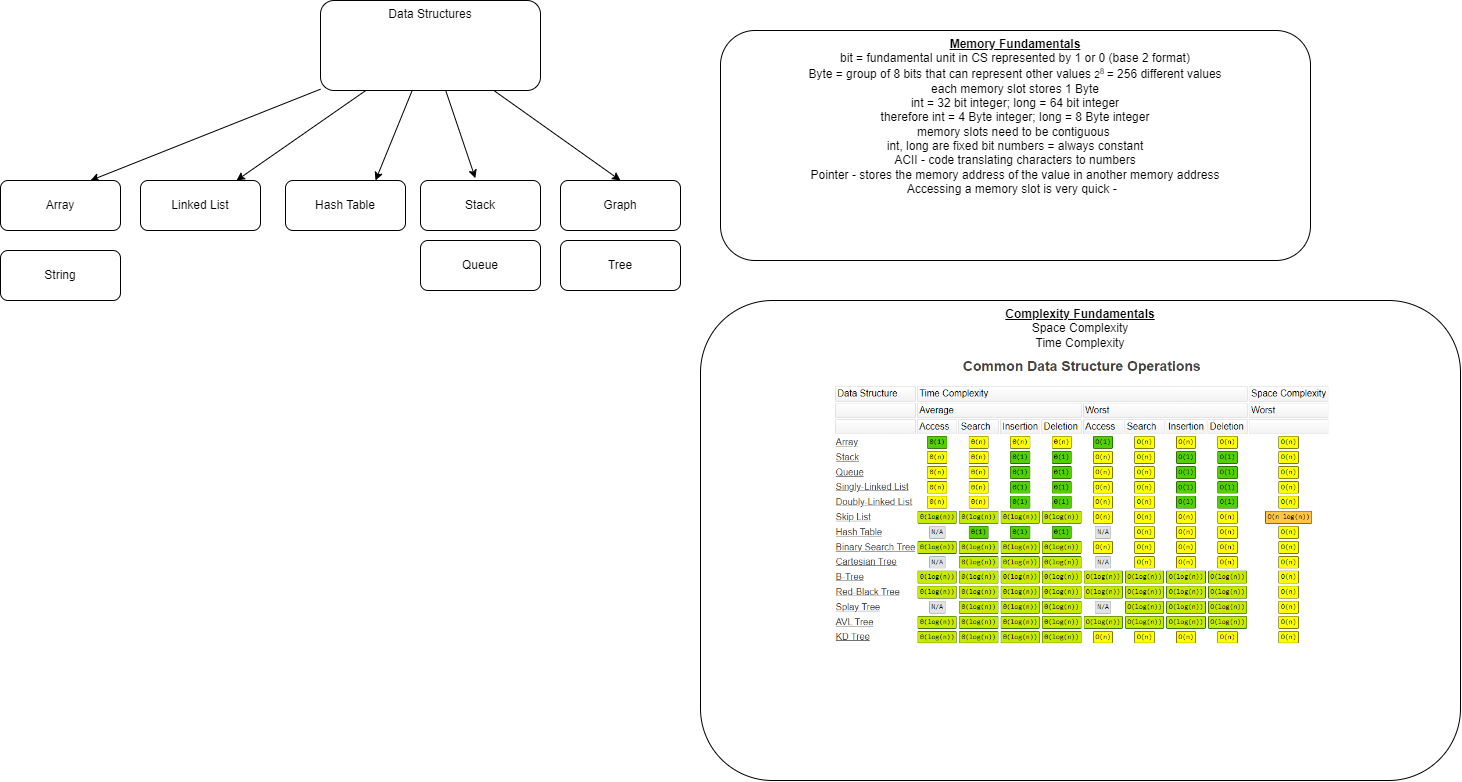 Data Structures
Array
Linked List
Hash Table
Stack
Graph
String
Queue
Tree
Memory Fundamentals
bit = fundamental unit in CS represented by 1 or 0 (base 2 format)
Byte = group of 8 bits that can represent other values 2⁸ = 256 different values
each memory slot stores 1 Byte
int = 32 bit integer; long = 64 bit integer
therefore int = 4 Byte integer; long = 8 Byte integer
memory slots need to be contiguous
int, long are fixed bit numbers = always constant
ACII - code translating characters to numbers
Pointer - stores the memory address of the value in another memory address
Accessing a memory slot is very quick -
Complexity Fundamentals
Space Complexity
Time Complexity
Common Data Structure Operations
Data Structure Time Complexity Space Complexity
Average Worst Worst
Access Search Insertion Deletion Access Search Insertion Deletion
Array Θ(1) Θ(n) Θ(n) Θ(n) O(1) O(n) O(n) O(n) O(n)
Stack Θ(n) Θ(n) Θ(1) Θ(1) O(n) O(n) O(1) O(1) O(n)
Queue Θ(n) Θ(n) Θ(1) Θ(1) O(n) O(n) O(1) O(1) O(n)
Singly-Linked List Θ(n) Θ(n) Θ(1) Θ(1) O(n) O(n) O(1) O(1) O(n)
Doubly-Linked List Θ(n) Θ(n) Θ(1) Θ(1) O(n) O(n) O(1) O(1) O(n)
Skip List Θ(log(n)) Θ(log(n)) Θ(log(n)) Θ(log(n)) O(n) O(n) O(n) O(n) O(n log(n))
Hash Table N/A Θ(1) Θ(1) Θ(1) N/A O(n) O(n) O(n) O(n)
Binary Search Tree Θ(log(n)) Θ(log(n)) Θ(log(n)) Θ(log(n)) O(n) O(n) O(n) O(n) O(n)
Cartesian Tree N/A Θ(log(n)) Θ(log(n)) Θ(log(n)) N/A O(n) O(n) O(n) O(n)
B-Tree Θ(log(n)) Θ(log(n)) Θ(log(n)) Θ(log(n)) O(log(n)) O(log(n)) O(log(n)) O(log(n)) O(n)
Red-Black Tree Θ(log(n)) Θ(log(n)) Θ(log(n)) Θ(log(n)) O(log(n)) O(log(n)) O(log(n)) O(log(n)) O(n)
Splay Tree N/A Θ(log(n)) Θ(log(n)) Θ(log(n)) N/A O(log(n)) O(log(n)) O(log(n)) O(n)
AVL Tree Θ(log(n)) Θ(log(n)) Θ(log(n)) Θ(log(n)) O(log(n)) O(log(n)) O(log(n)) O(log(n)) O(n)
KD Tree Θ(log(n)) Θ(log(n)) Θ(log(n)) Θ(log(n)) O(n) O(n) O(n) O(n) O(n)